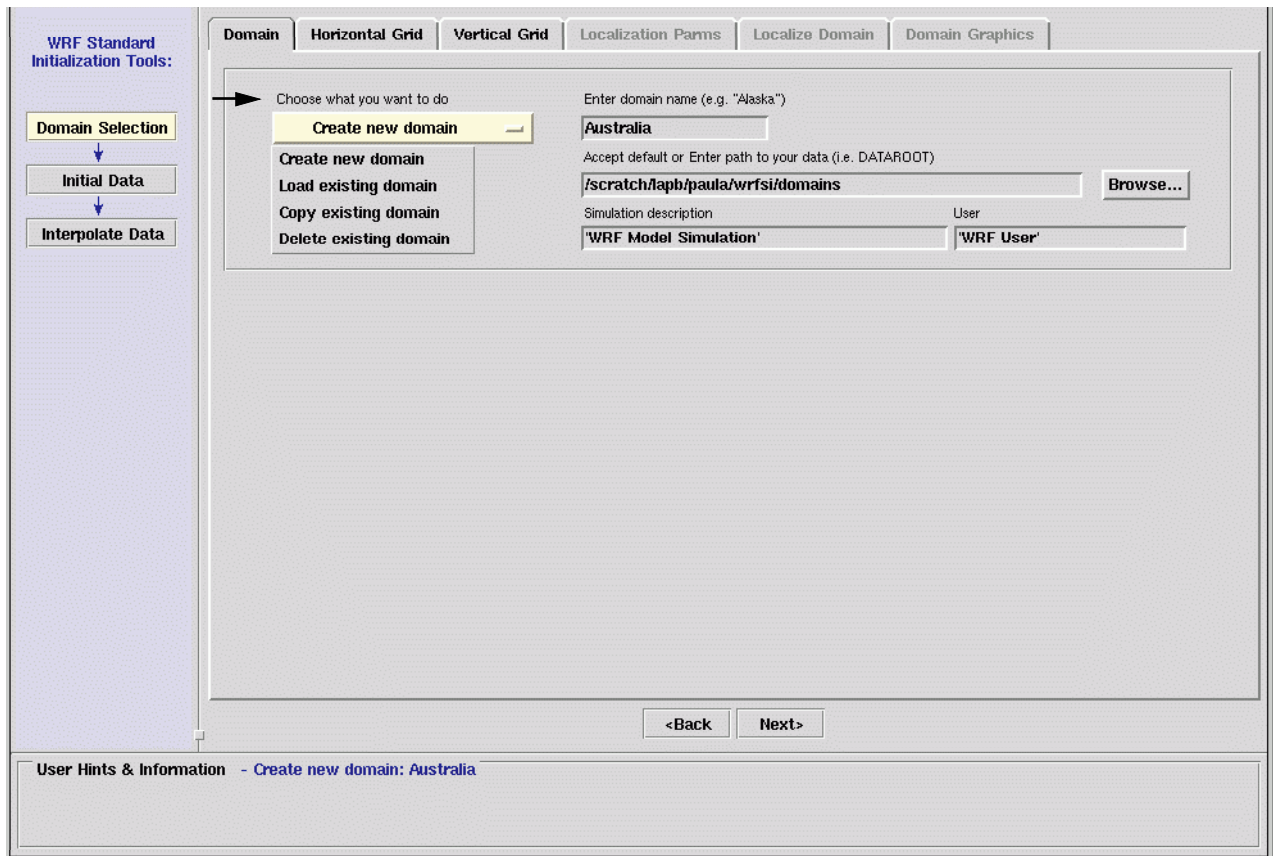 WRF Standard
Initialization Tools:
Domain Selection
Initial Data
Interpolate Data
Domain
Horizontal Grid
Vertical Grid
Localization Parms
Localize Domain
Domain Graphics
Choose what you want to do
Create new domain
Create new domain
Load existing domain
Copy existing domain
Delete existing domain
Enter domain name (e.g. "Alaska")
Australia
Accept default or Enter path to your data (i.e. DATAROOT)
/scratch/lapb/paula/wrfsi/domains
Browse...
Simulation description
User
'WRF Model Simulation'
'WRF User'
<Back
Next>
User Hints & Information - Create new domain: Australia